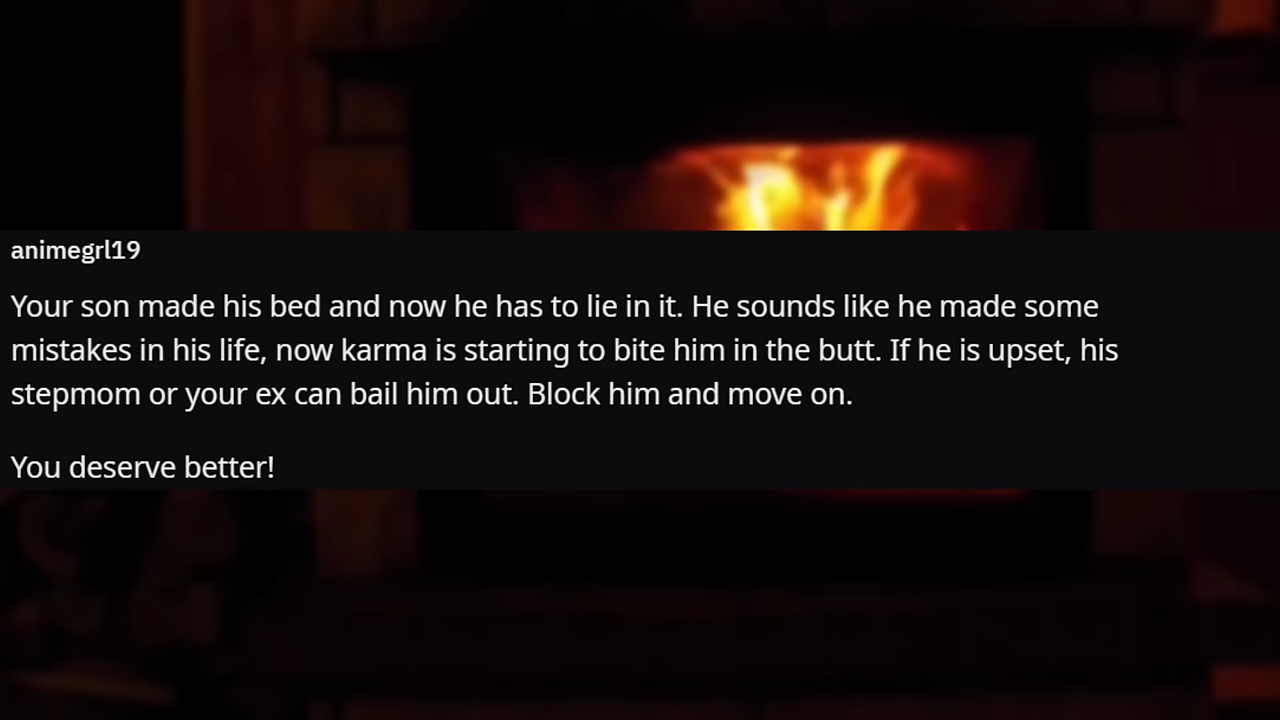 animegrl19
Your son made his bed and now he has to lie in it. He sounds like he made some
mistakes in his life, now karma is starting to bite him in the butt. If he is upset, his
stepmom or your ex can bail him out. Block him and move on.
You deserve better!